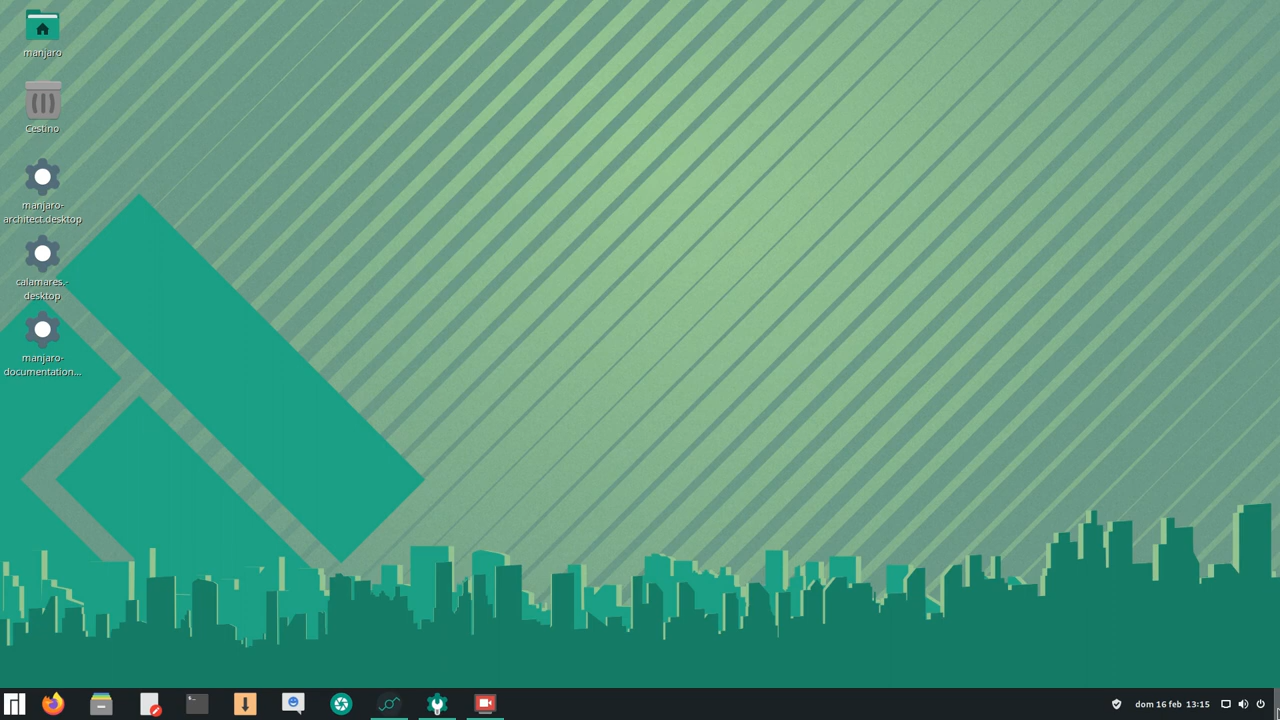 manjaro
Cestino
manjaro-
architect.desktop
calamares.-
desktop
manjaro-
documentation...
dom 16 feb 13:15